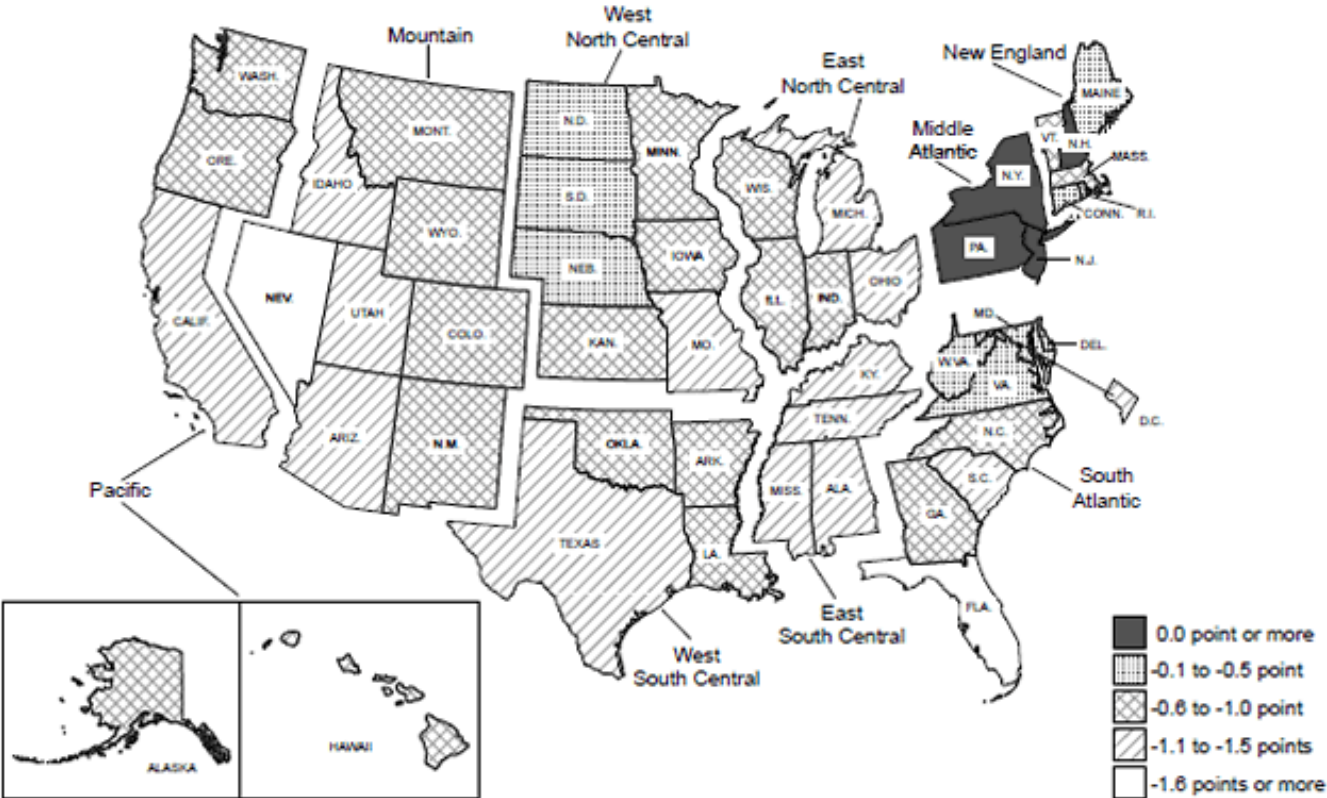 West
North Central
Mountain
New England
East
North Central
Middle
Atlantic
WASH.
MONT.
N.D.
MINN.
MAINE
VT.
N.H.
MASS.
ORE.
IDAHO
S.D.
WIS.
MICH.
N.Y.
CONN.
R.I.
WYO.
IOWA
PA.
N.J.
NEB.
NEV.
UTAH
COLO.
ILL.
IND.
OHIO
CALIF.
KAN.
MO.
MD.
DEL.
W.VA.
VA.
KY.
D.C.
ARIZ.
N.M.
OKLA.
ARK.
TENN.
N.C.
Pacific
MISS.
ALA.
S.C.
South
Atlantic
TEXAS
LA.
GA.
FLA.
East
South Central
West
South Central
ALASKA
HAWAII
0.0 point or more
-0.1 to -0.5 point
-0.6 to -1.0 point
-1.1 to -1.5 points
-1.6 points or more